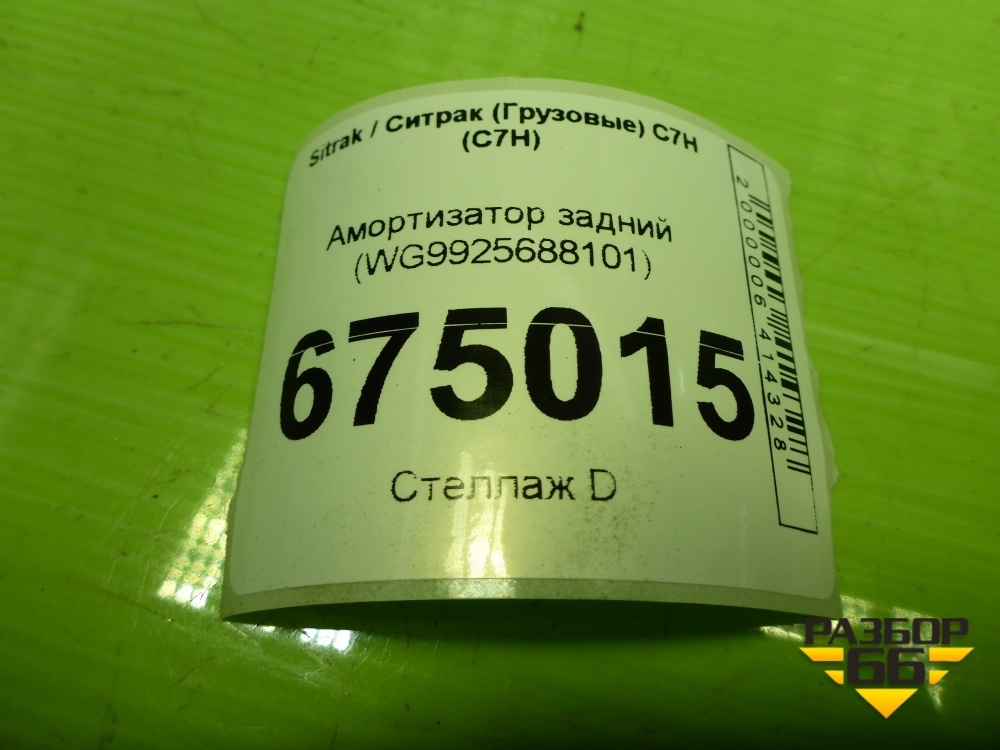 Sitrak / Ситрак (Грузовые) C7H
(C7H)
Амортизатор задний
(WG9925688101)
675015
Стеллаж D
2000006414328
РАЗБОР
66